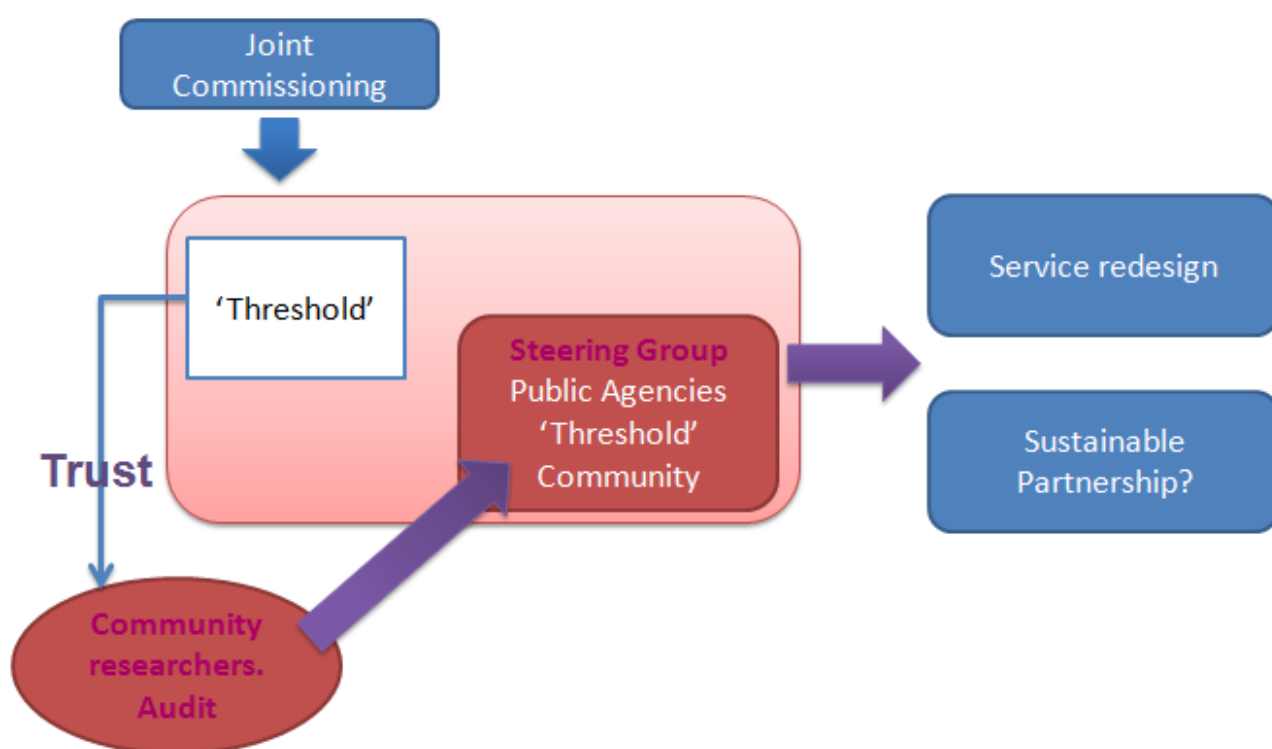 Joint
Commissioning
‘Threshold’
Steering Group
Public Agencies
‘Threshold’
Community
Service redesign
Sustainable
Partnership?
Trust
Community
researchers.
Audit